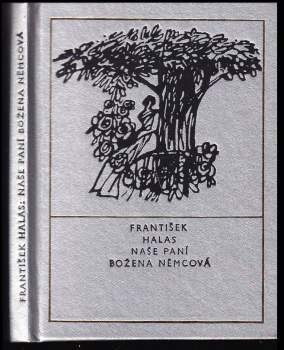 FRANTIŠEK HALAS: NAŠE PANÍ BOŽENA NĚMCOVÁ
FRANTIŠEK
HALAS
NAŠE PANÍ
BOŽENA NĚMCOVÁ